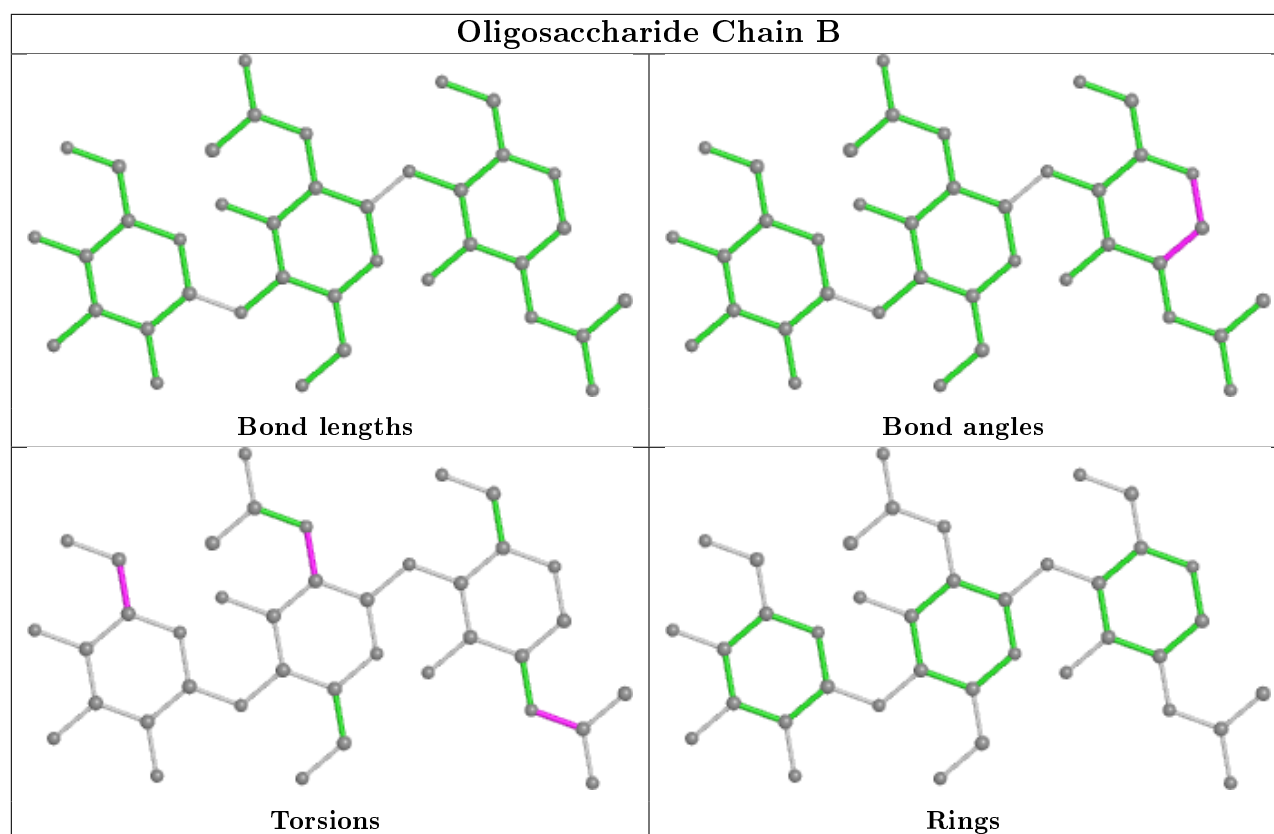 Oligosaccharide Chain B
Bond lengths
Bond angles
Torsions
Rings